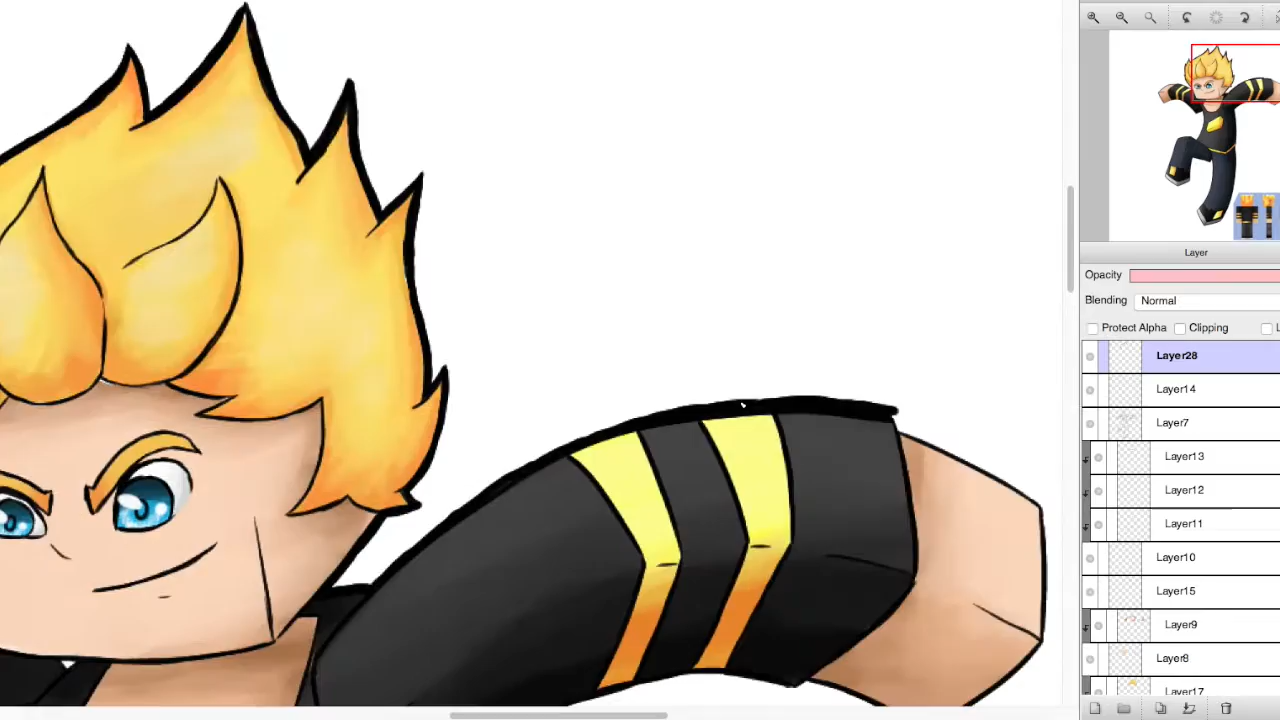 Layer
Opacity
Blending Normal
Protect Alpha Clipping
Layer28
Layer14
Layer7
Layer13
Layer12
Layer11
Layer10
Layer15
Layer9
Layer8
Layer17